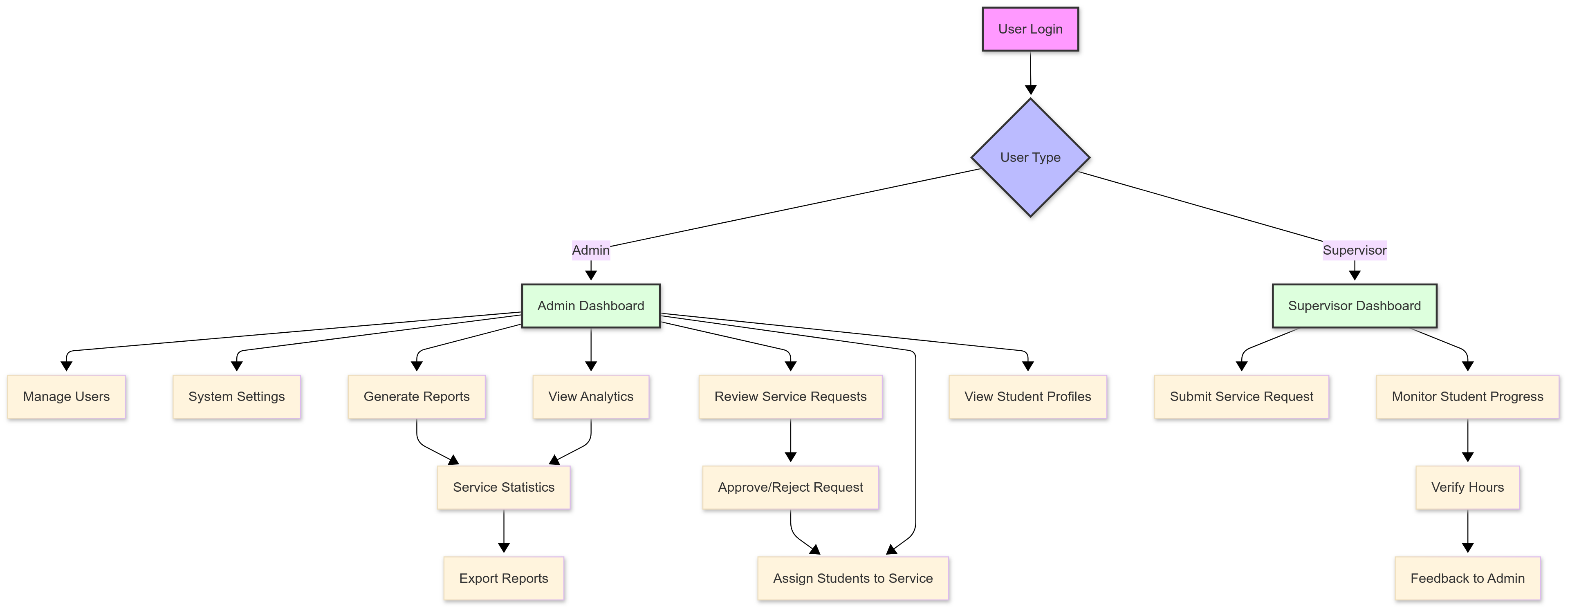 User Login
User Type
Admin
Supervisor
Admin Dashboard
Supervisor Dashboard
Manage Users
System Settings
Generate Reports
View Analytics
Review Service Requests
View Student Profiles
Submit Service Request
Monitor Student Progress
Service Statistics
Approve/Reject Request
Verify Hours
Export Reports
Assign Students to Service
Feedback to Admin